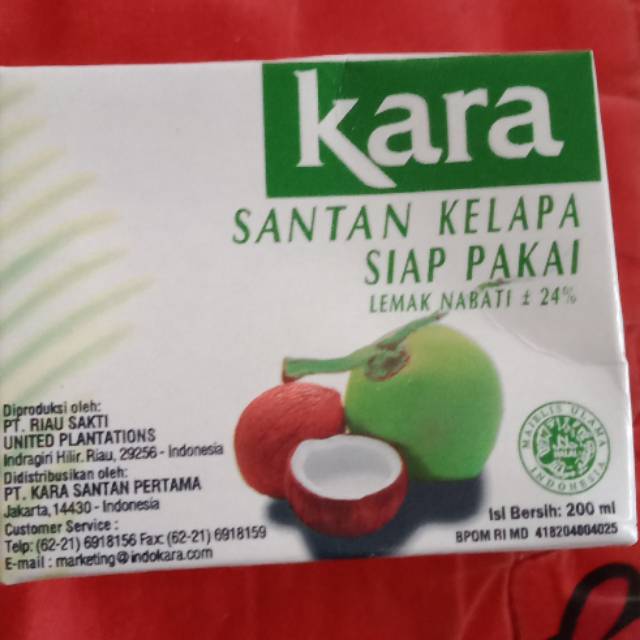 kara
SANTAN KELAPA
SIAP PAKAI
LEMAK NABATI ± 24%
Diproduksi oleh:
PT. RIAU SAKTI
UNITED PLANTATIONS
Indragiri Hilir. Riau, 29256 - Indonesia
Didistribusikan oleh:
PT. KARA SANTAN PERTAMA
Jakarta,14430 - Indonesia
Customer Service :
Telp: (62-21) 6918156 Fax: (62-21) 6918159
E-mail : marketing@indokara.com
MAJELIS ULAMA
INDONESIA
Isi Bersih: 200 ml
BPOM RI MD 418204004025